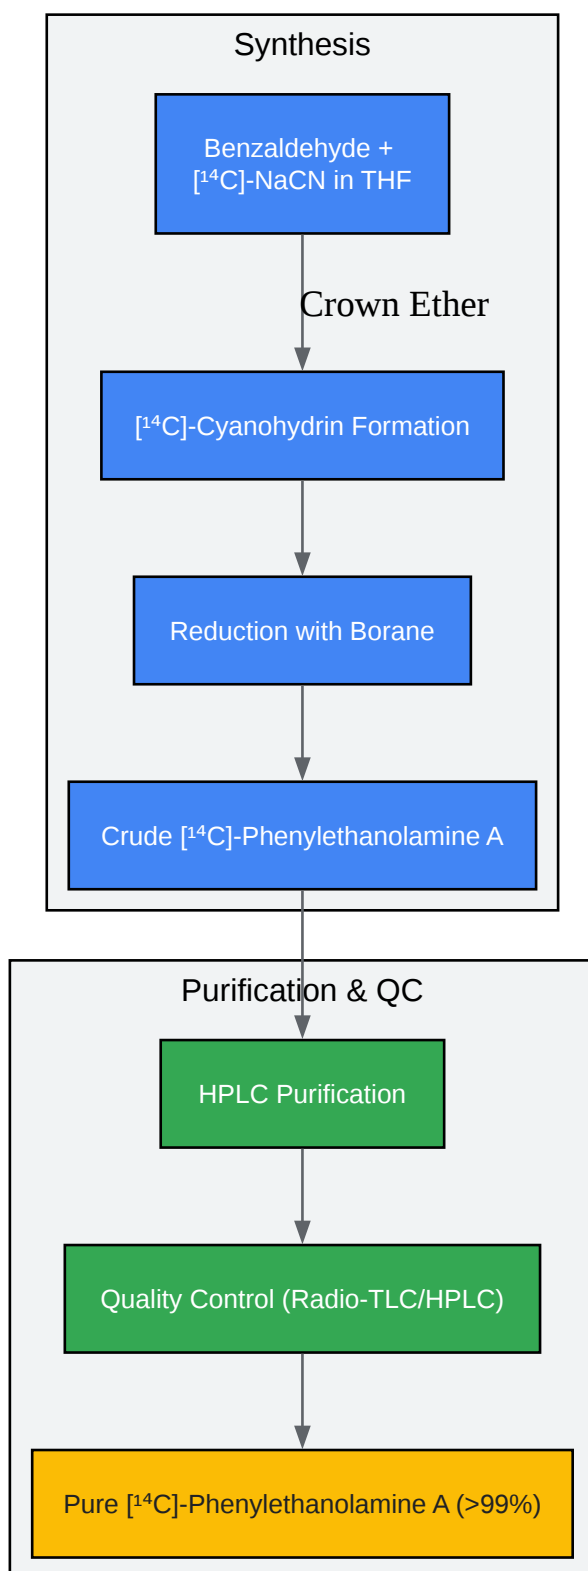 Synthesis
Benzaldehyde +
[¹⁴C]-NaCN in THF
Crown Ether
[¹⁴C]-Cyanohydrin Formation
Reduction with Borane
Crude [¹⁴C]-Phenylethanolamine A
Purification & QC
HPLC Purification
Quality Control (Radio-TLC/HPLC)
Pure [¹⁴C]-Phenylethanolamine A (>99%)